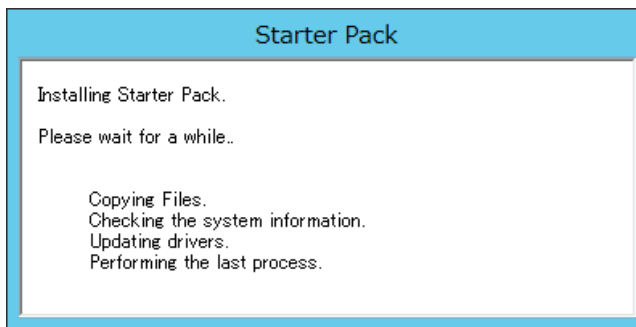 Starter Pack
Installing Starter Pack.
Please wait for a while..
Copying Files.
Checking the system information.
Updating drivers.
Performing the last process.